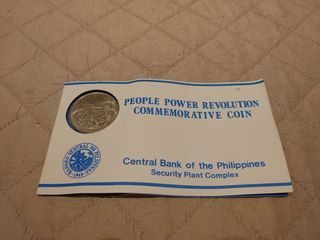 PEOPLE POWER REVOLUTION
COMMEMORATIVE COIN
Central Bank of the Philippines
Security Plant Complex